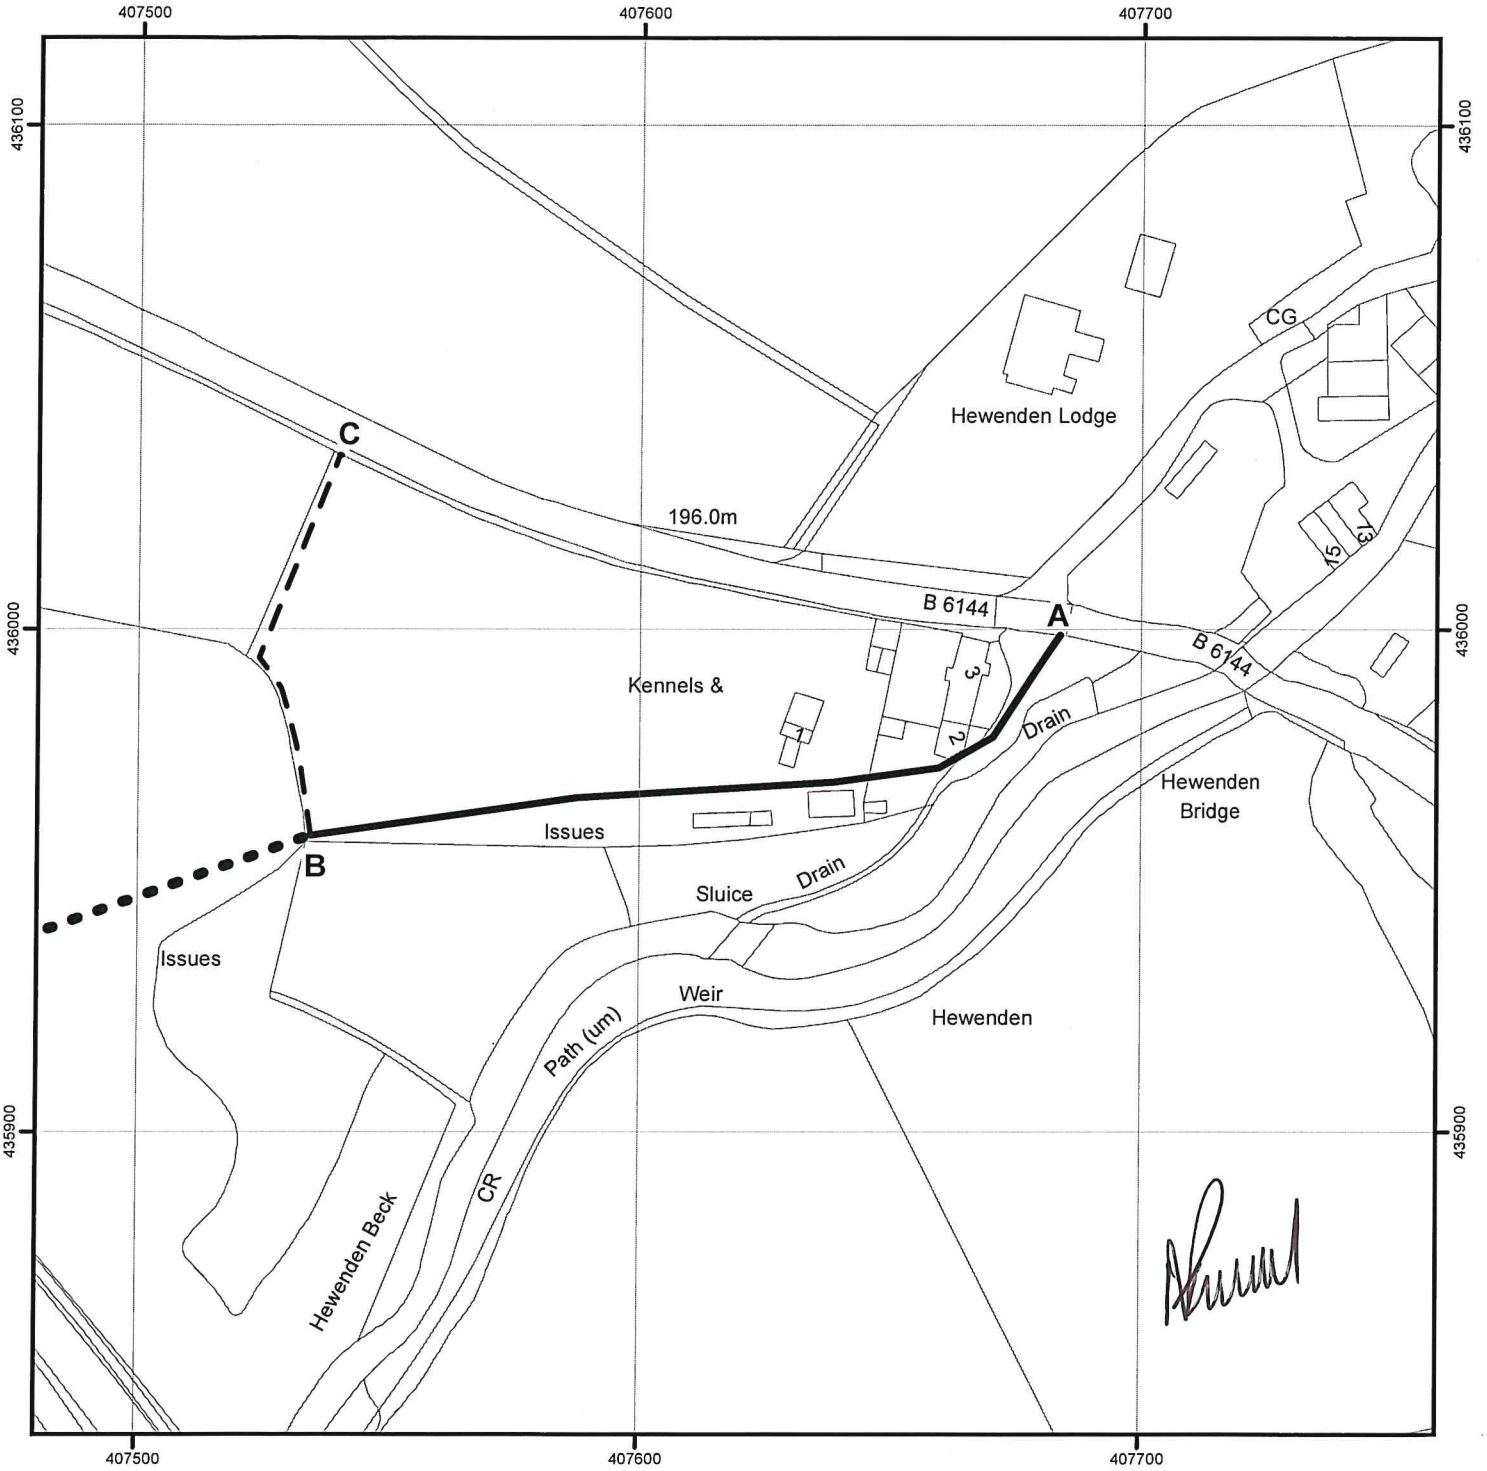 407500
407600
407700
436100
436100
CG
Hewenden Lodge
C
196.0m
13
15
B 6144
A
436000
436000
B 6144
Kennels &
3
1
2
Drain
Hewenden
Bridge
Issues
B
Drain
Sluice
Issues
Weir
Hewenden
Path (um)
435900
435900
CR
Hewenden Beck
407500
407600
407700